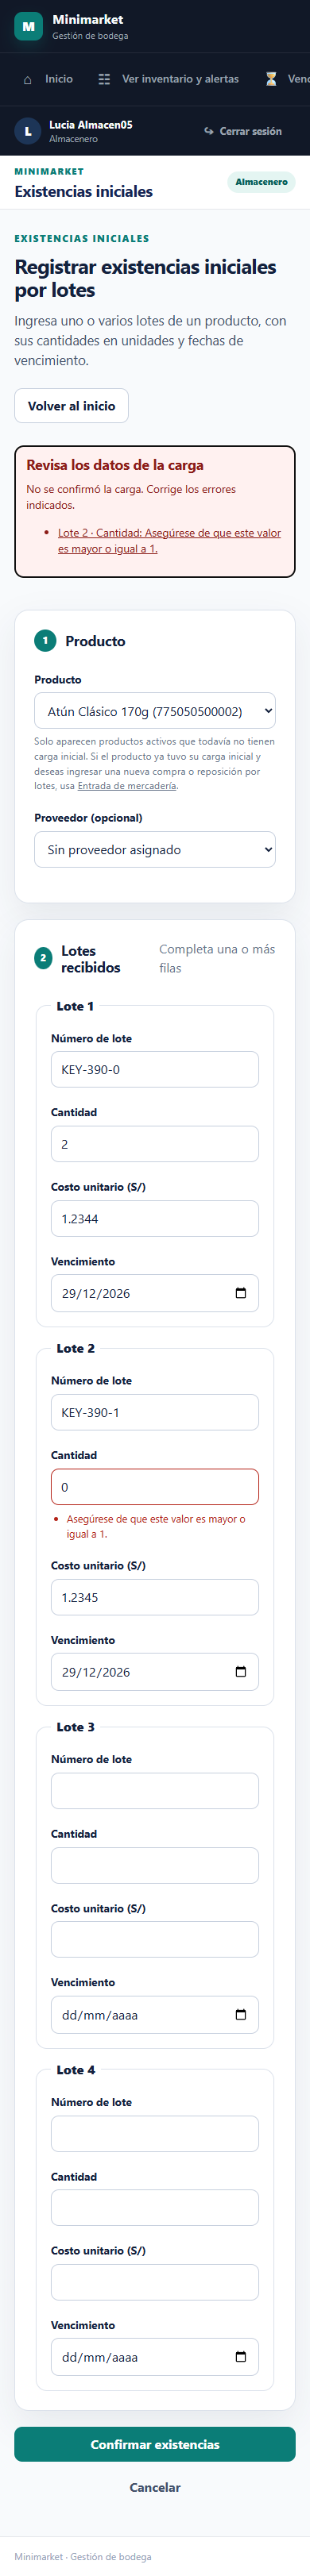 M
Minimarket
Gestión de bodega
Inicio
Ver inventario y alertas
Venc
L
Lucia Almacen05
Almacenero
Cerrar sesión
MINIMARKET
Existencias iniciales
Almacenero
EXISTENCIAS INICIALES
Registrar existencias iniciales
por lotes
Ingresa uno o varios lotes de un producto, con
sus cantidades en unidades y fechas de
vencimiento.
Volver al inicio
Revisa los datos de la carga
No se confirmó la carga. Corrige los errores
indicados.
Lote 2 · Cantidad: Asegúrese de que este valor
es mayor o igual a 1.
1
Producto
Producto
Atún Clásico 170g (775050500002)
Solo aparecen productos activos que todavía no tienen
carga inicial. Si el producto ya tuvo su carga inicial y
deseas ingresar una nueva compra o reposición por
lotes, usa Entrada de mercadería.
Proveedor (opcional)
Sin proveedor asignado
2
Lotes
recibidos
Completa una o más
filas
Lote 1
Número de lote
KEY-390-0
Cantidad
2
Costo unitario (S/)
1.2344
Vencimiento
29/12/2026
Lote 2
Número de lote
KEY-390-1
Cantidad
0
Asegúrese de que este valor es mayor o
igual a 1.
Costo unitario (S/)
1.2345
Vencimiento
29/12/2026
Lote 3
Número de lote
Cantidad
Costo unitario (S/)
Vencimiento
dd/mm/aaaa
Lote 4
Número de lote
Cantidad
Costo unitario (S/)
Vencimiento
dd/mm/aaaa
Confirmar existencias
Cancelar
Minimarket · Gestión de bodega